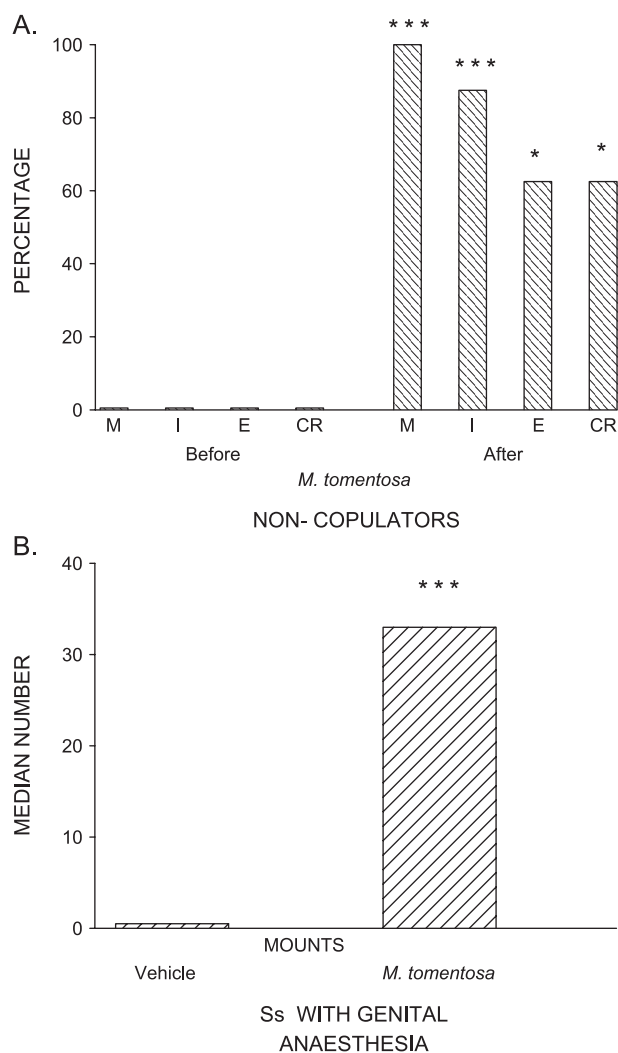 A.
PERCENTAGE
100
80
60
40
20
0
*** *** * *
M I E CR M I E CR
Before After
M. tomentosa
NON- COPULATORS
B.
MEDIAN NUMBER
40
30
20
10
0
***
MOUNTS
Vehicle M. tomentosa
Ss WITH GENITAL
ANAESTHESIA